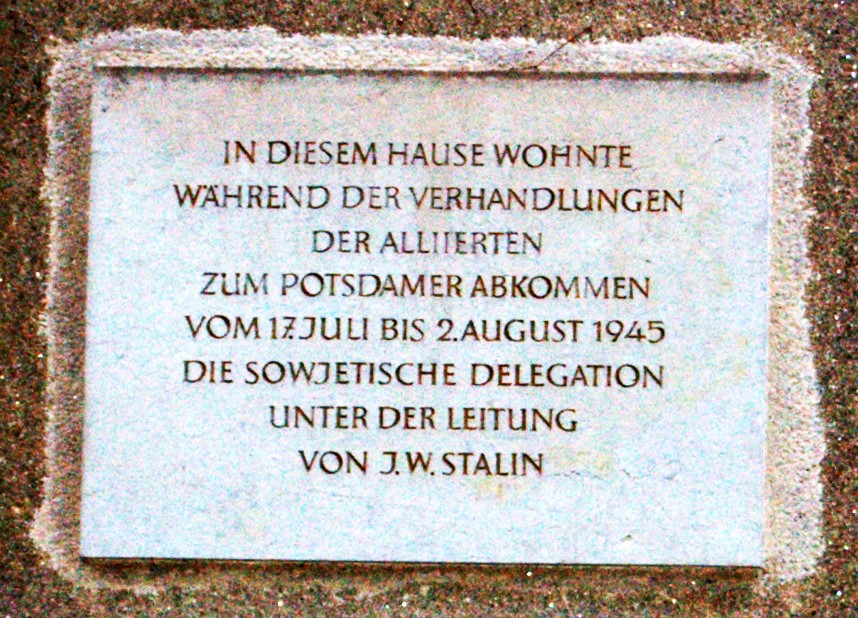 IN DIESEM HAUSE WOHNTE
WÄHREND DER VERHANDLUNGEN
DER ALLIIERTEN
ZUM POTSDAMER ABKOMMEN
VOM 17. JULI BIS 2. AUGUST 1945
DIE SOWJETISCHE DELEGATION
UNTER DER LEITUNG
VON J. W. STALIN